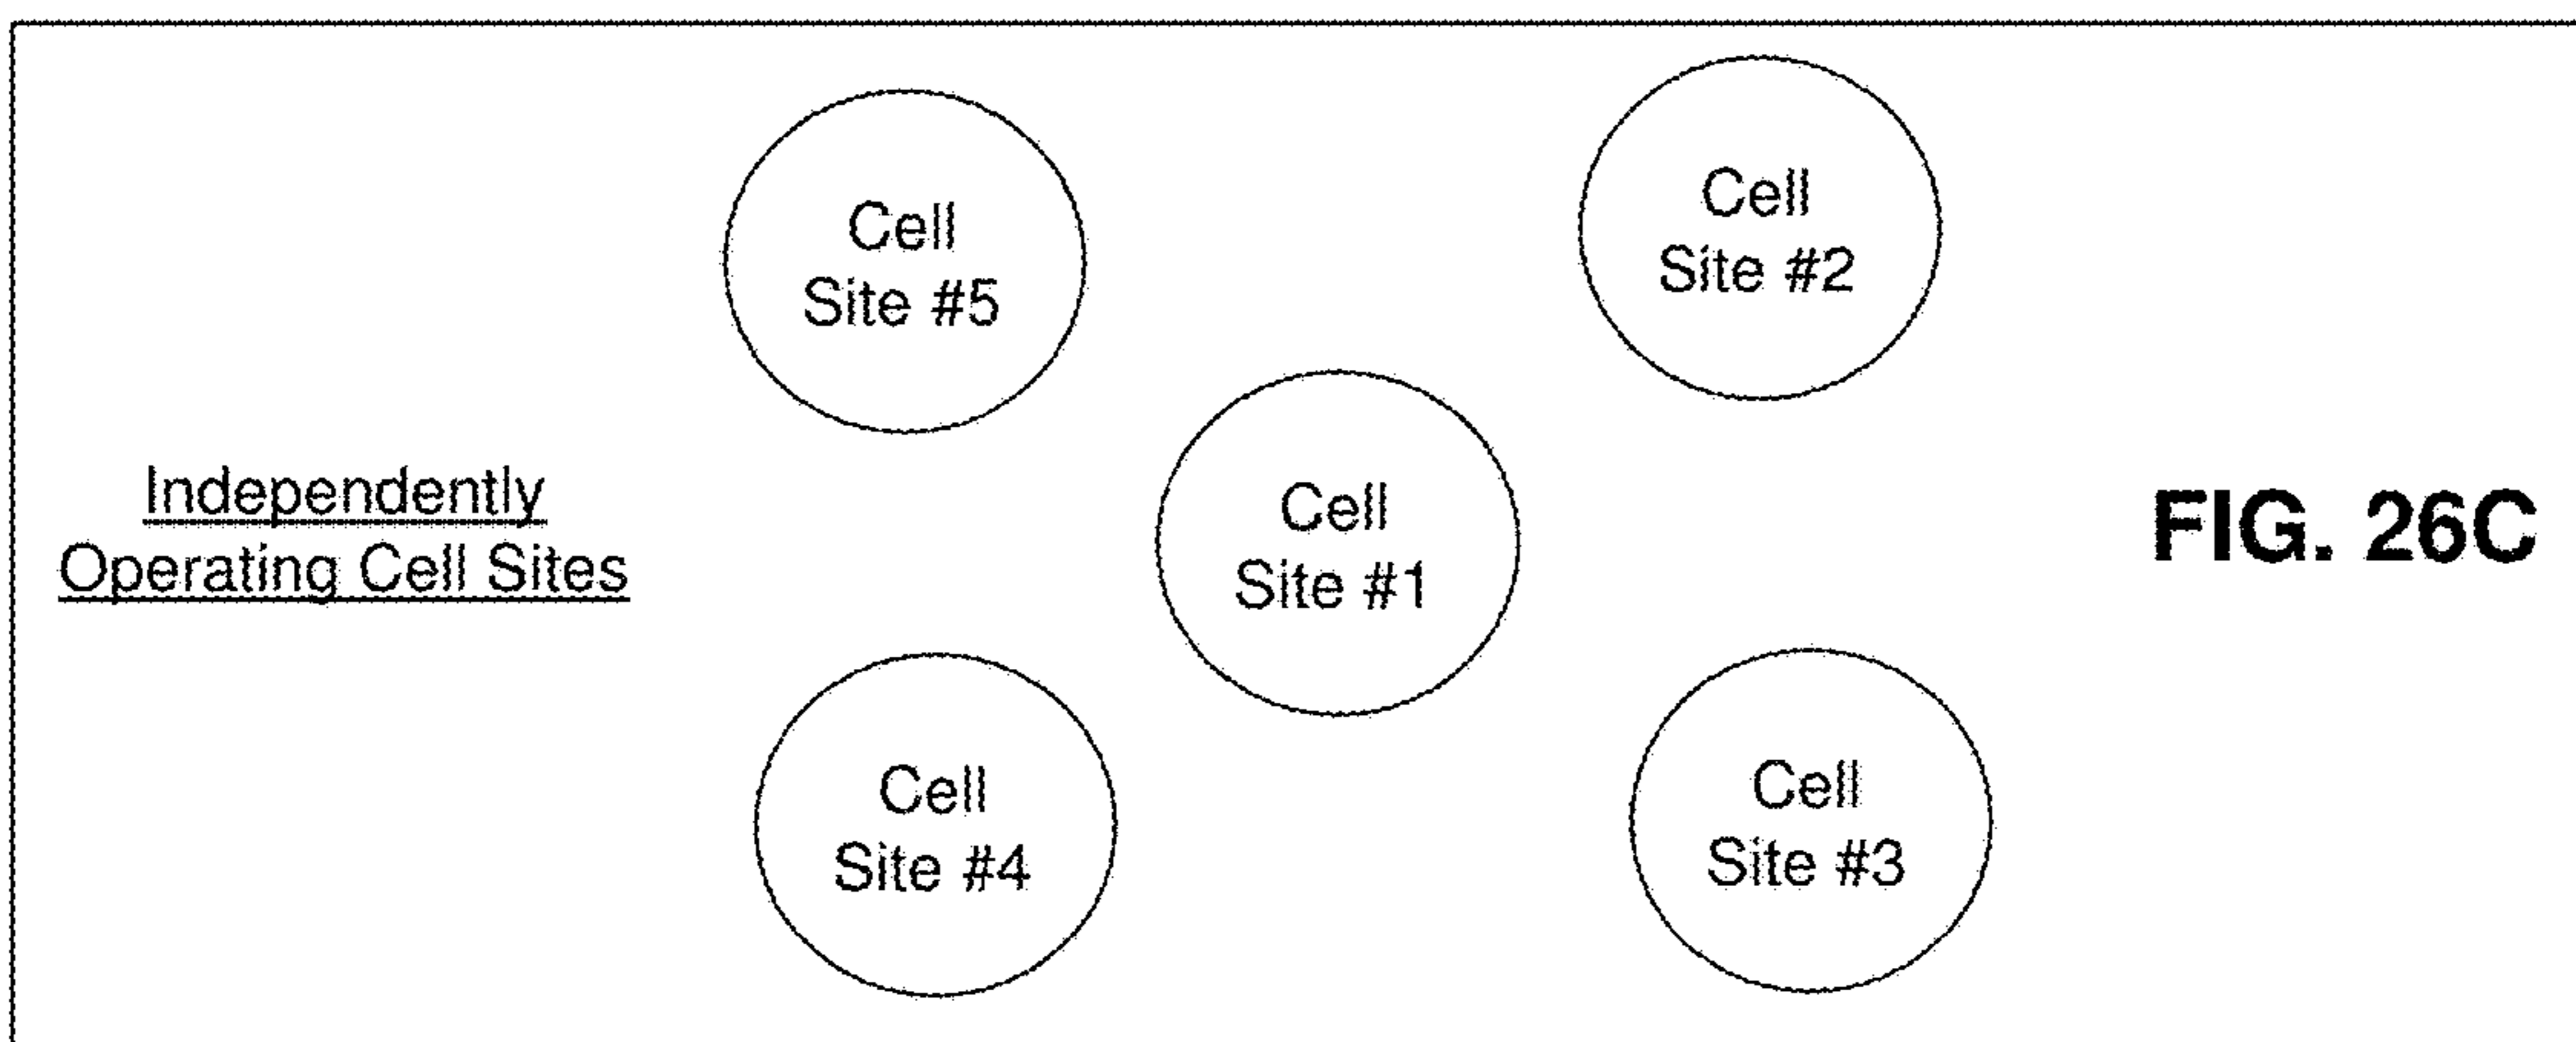 Cell
Site #5
Cell
Site #2
Independently
Operating Cell Sites
Cell
Site #1
FIG. 26C
Cell
Site #4
Cell
Site #3